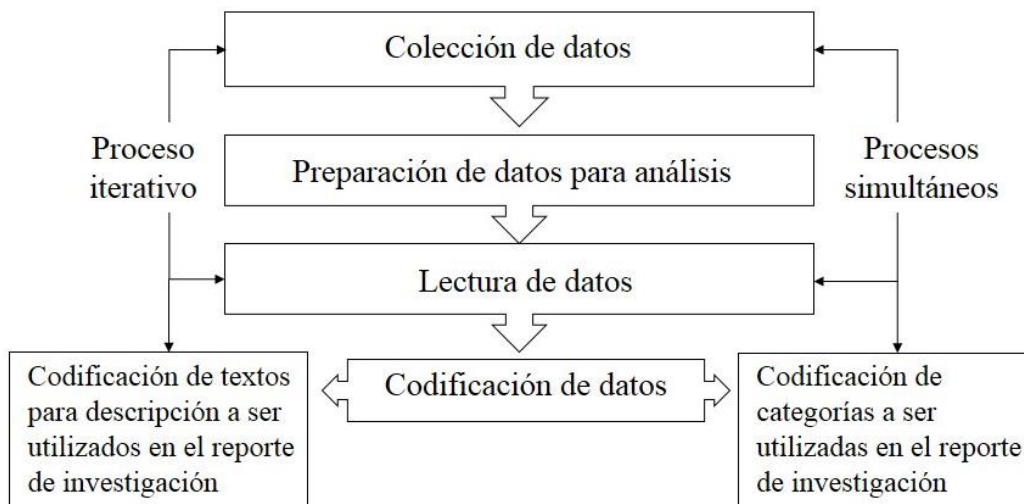 Colección de datos
Proceso
iterativo
Preparación de datos para análisis
Procesos
simultáneos
Lectura de datos
Codificación de textos
para descripción a ser
utilizados en el reporte
de investigación
Codificación de datos
Codificación de
categorías a ser
utilizadas en el reporte
de investigación